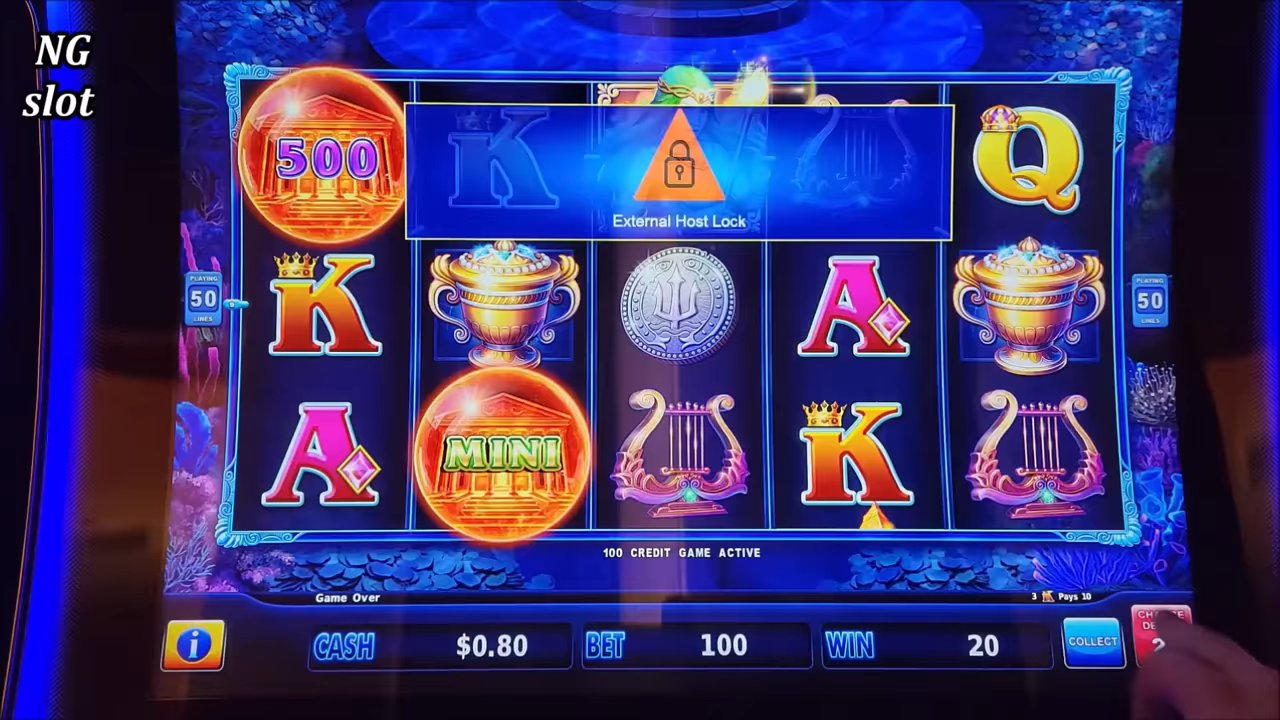 NG
slot
500
K
Q
External Host Lock
PLAYING
50
LINES
K
A
PLAYING
50
LINES
A
MINI
K
100 CREDIT GAME ACTIVE
Game Over
3 K Pays 10
i
CASH
$0.80
BET
100
WIN
20
COLLECT